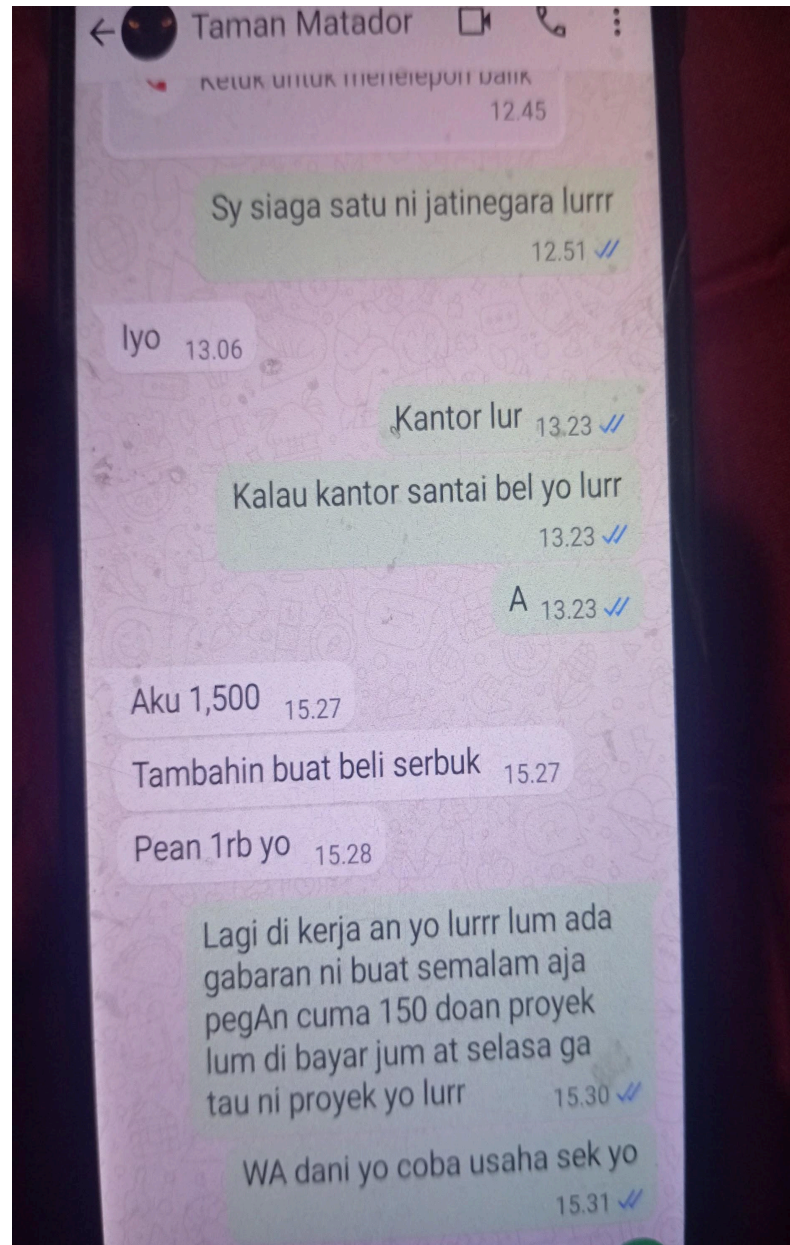 Taman Matador
Ketuk untuk menelepon balik
12.45
Sy siaga satu ni jatinegara lurrr
12.51
Iyo 13.06
Kantor lur 13.23
Kalau kantor santai bel yo lurr
13.23
A 13.23
Aku 1,500 15.27
Tambahin buat beli serbuk 15.27
Pean 1rb yo 15.28
Lagi di kerja an yo lurrr lum ada
gabaran ni buat semalam aja
pegAn cuma 150 doan proyek
lum di bayar jum at selasa ga
tau ni proyek yo lurr 15.30
WA dani yo coba usaha sek yo
15.31